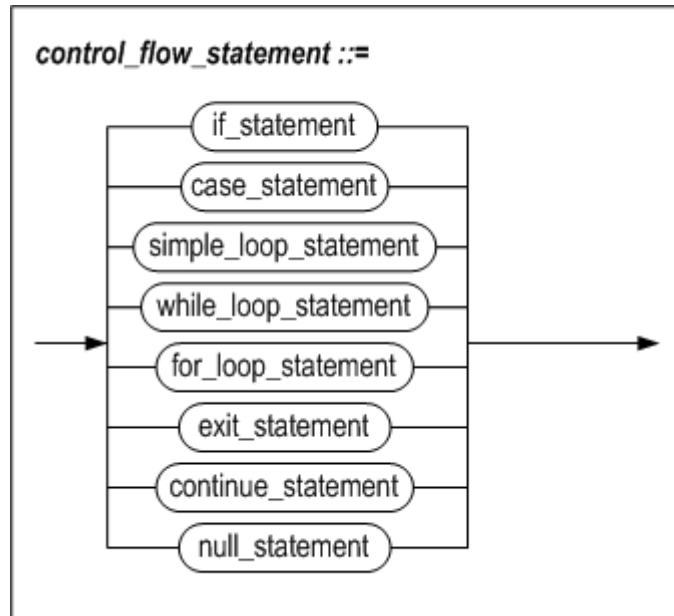 control_flow_statement ::=
if_statement
case_statement
simple_loop_statement
while_loop_statement
for_loop_statement
exit_statement
continue_statement
null_statement